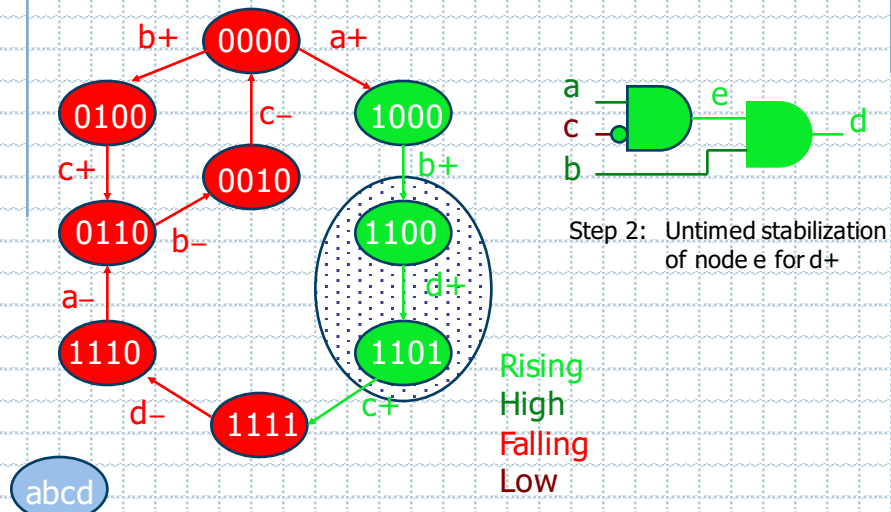 b+
0000
a+
0100
c−
1000
c+
0010
b+
0110
b−
1100
a−
d+
1110
1101
d−
1111
c+
abcd
a
e
c
d
b
Step 2: Untimed stabilization
of node e for d+
Rising
High
Falling
Low